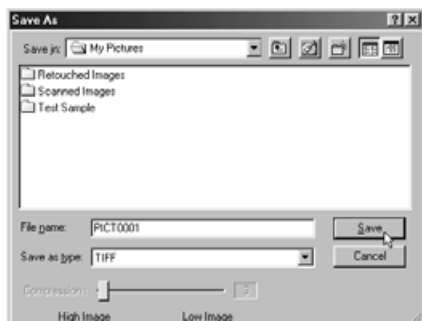 Save As
Save in: My Pictures
Retouched Images
Scanned Images
Test Sample
File name: PICT0001 Save
Save as type: TIFF Cancel
Compression: 3
High Image Low Image